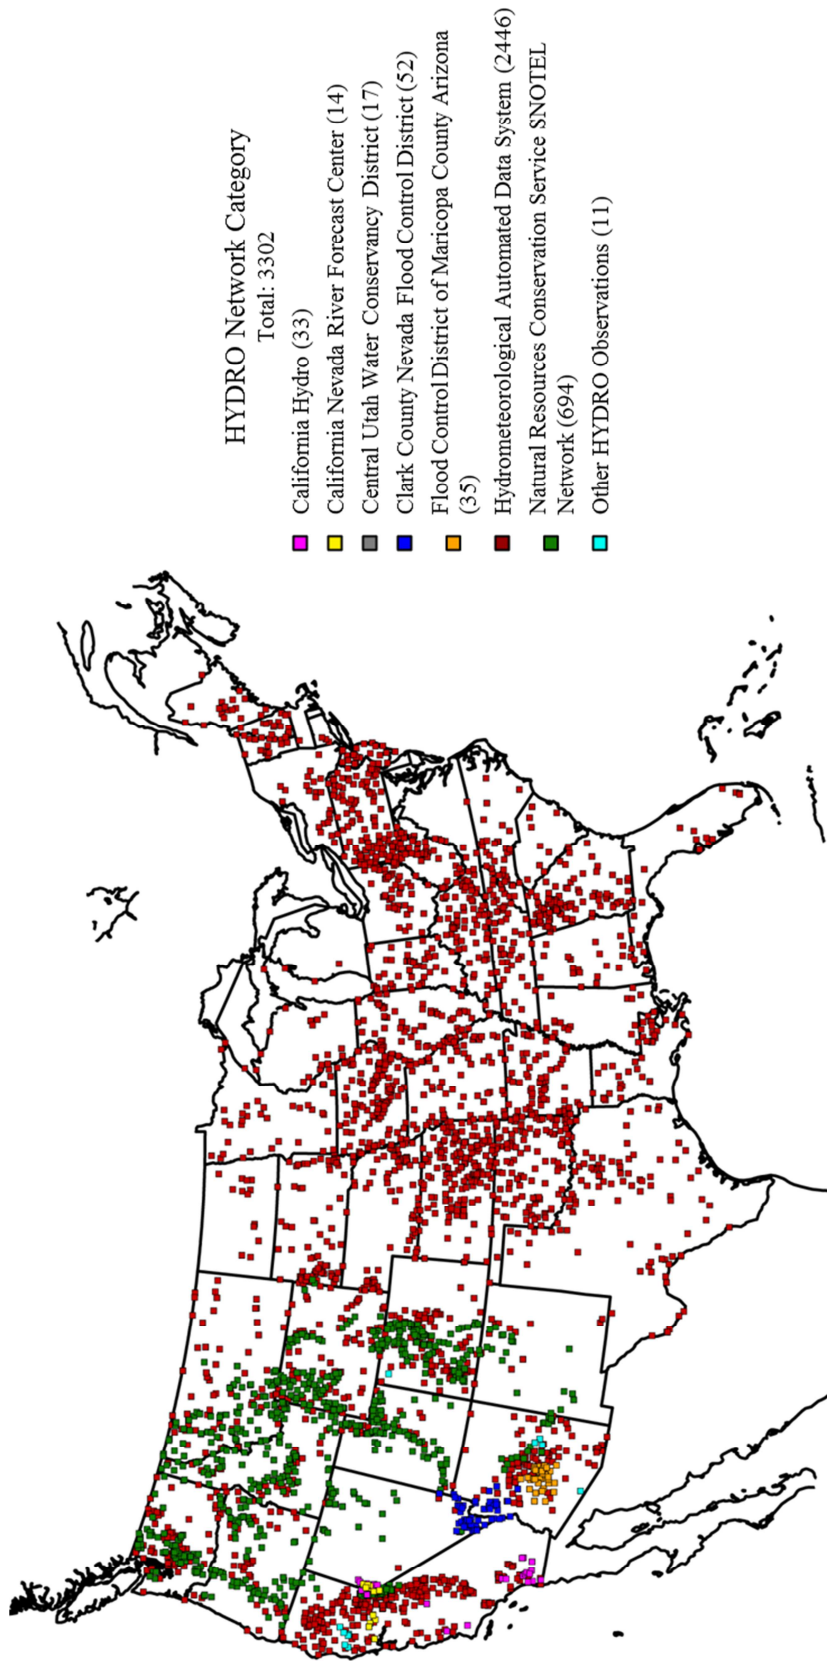 HYDRO Network Category
Total: 3302
California Hydro (33)
California Nevada River Forecast Center (14)
Central Utah Water Conservancy District (17)
Clark County Nevada Flood Control District (52)
Flood Control District of Maricopa County Arizona
(35)
Hydrometeorological Automated Data System (2446)
Natural Resources Conservation Service SNOTEL
Network (694)
Other HYDRO Observations (11)